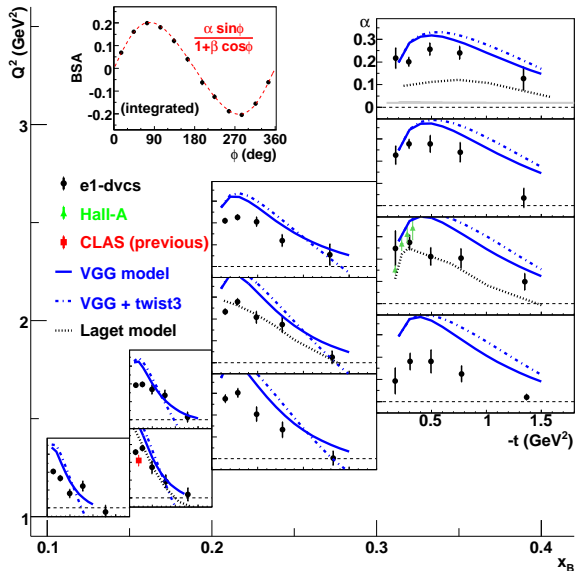 Q² (GeV²)
3
2
1
0.1
0.2
0.3
0.4
x_B
BSA
0.2
0.1
0
-0.1
-0.2
α sinφ
1+β cosφ
(integrated)
0
90
180
270
360
φ (deg)
e1-dvcs
Hall-A
CLAS (previous)
VGG model
VGG + twist3
Laget model
α
0.3
0.2
0.1
0
0.5
1
1.5
-t (GeV²)